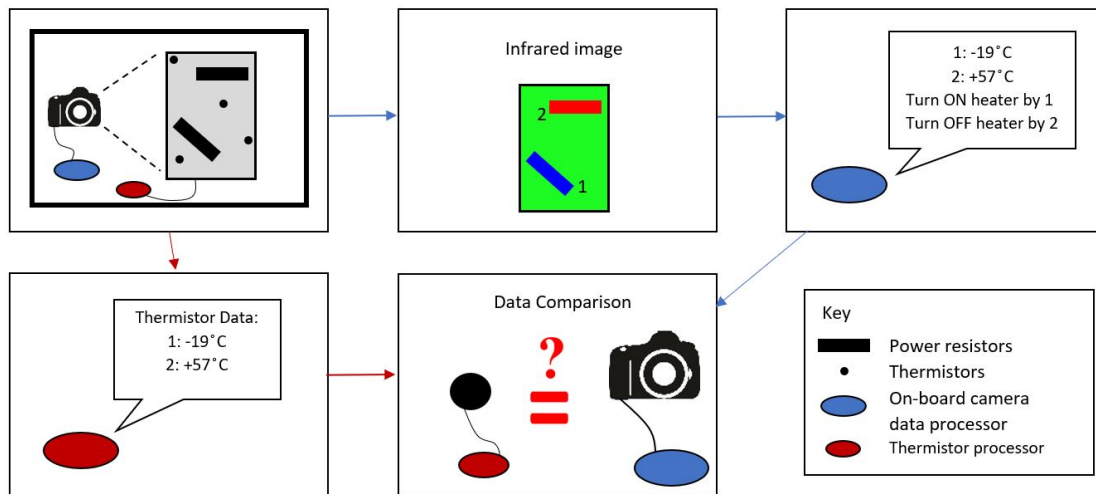 Infrared image
2
1
1: -19˚C
2: +57˚C
Turn ON heater by 1
Turn OFF heater by 2
Thermistor Data:
1: -19˚C
2: +57˚C
Data Comparison
?
=
Key
Power resistors
Thermistors
On-board camera
data processor
Thermistor processor